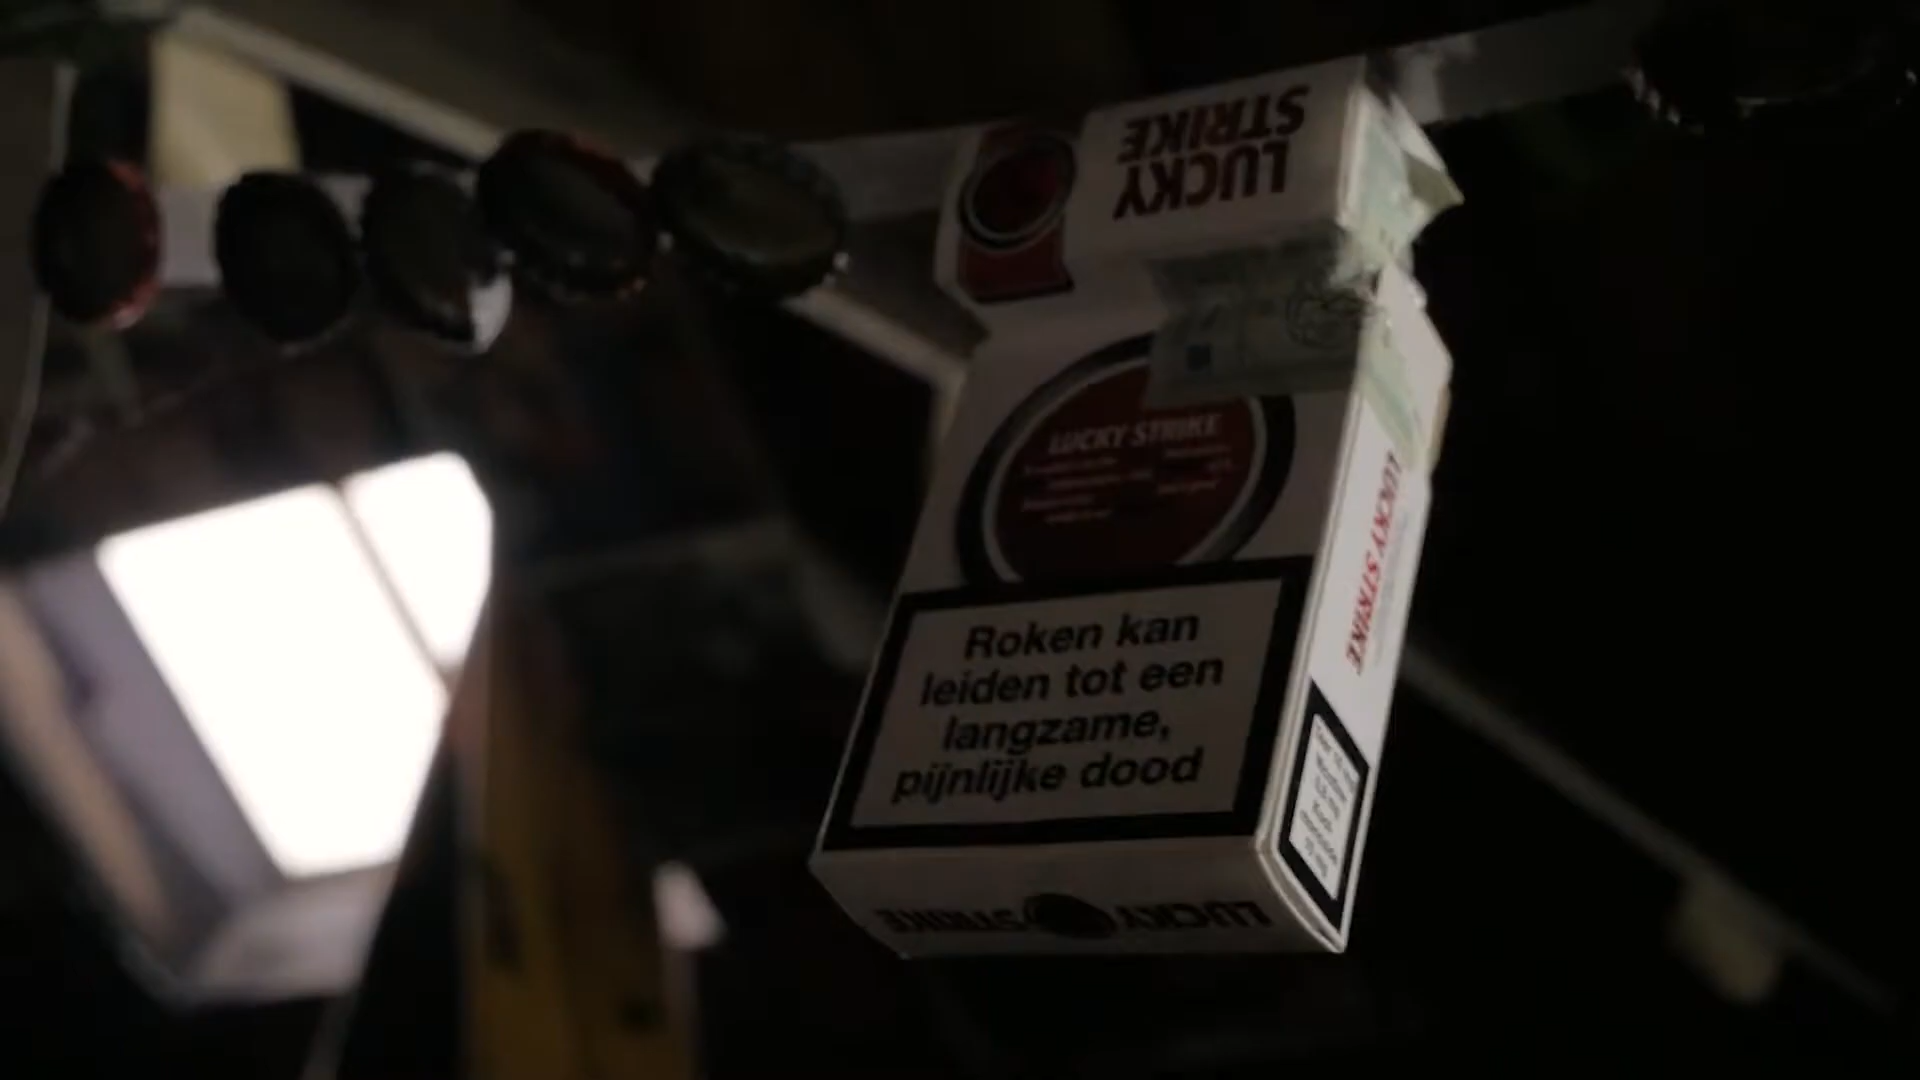 LUCKY
STRIKE
LUCKY STRIKE
LUCKY STRIKE
Roken kan
leiden tot een
langzame,
pijnlijke dood
LUCKY STRIKE